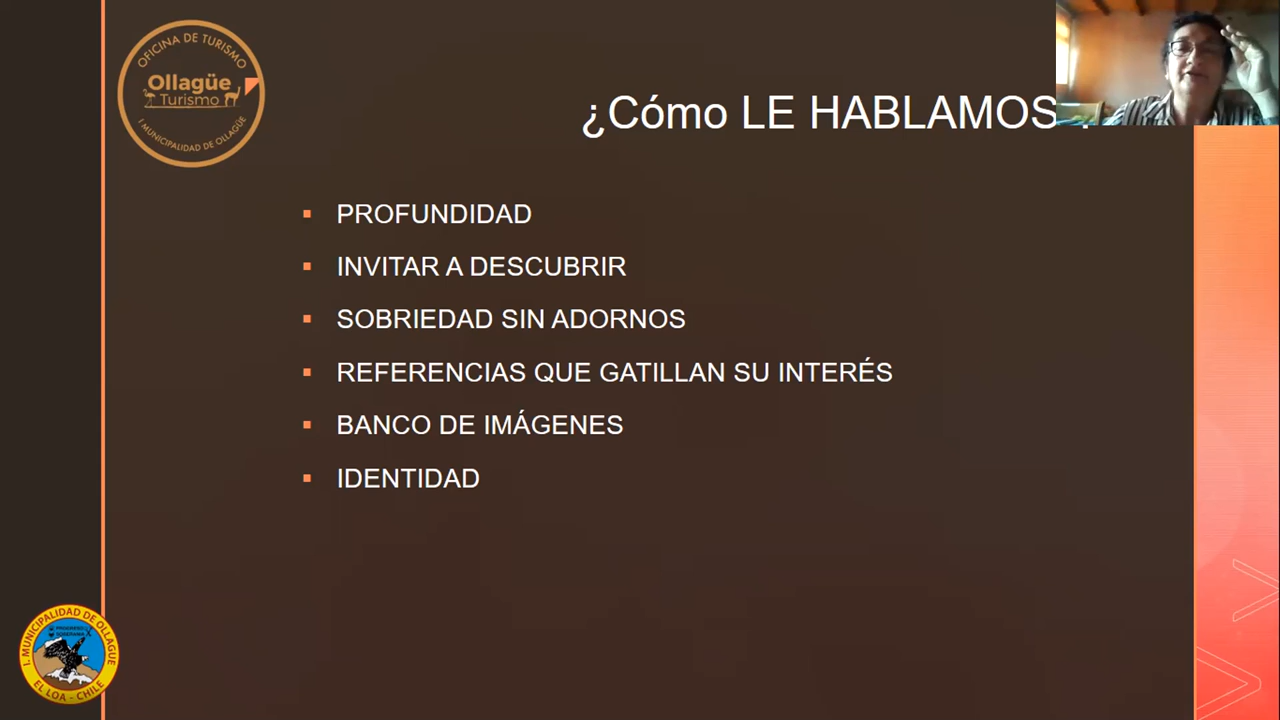 OFICINA DE TURISMO
Ollagüe
Turismo
I. MUNICIPALIDAD DE OLLAGÜE
¿Cómo LE HABLAMOS
PROFUNDIDAD
INVITAR A DESCUBRIR
SOBRIEDAD SIN ADORNOS
REFERENCIAS QUE GATILLAN SU INTERÉS
BANCO DE IMÁGENES
IDENTIDAD
I. MUNICIPALIDAD DE OLLAGUE
EL LOA - CHILE